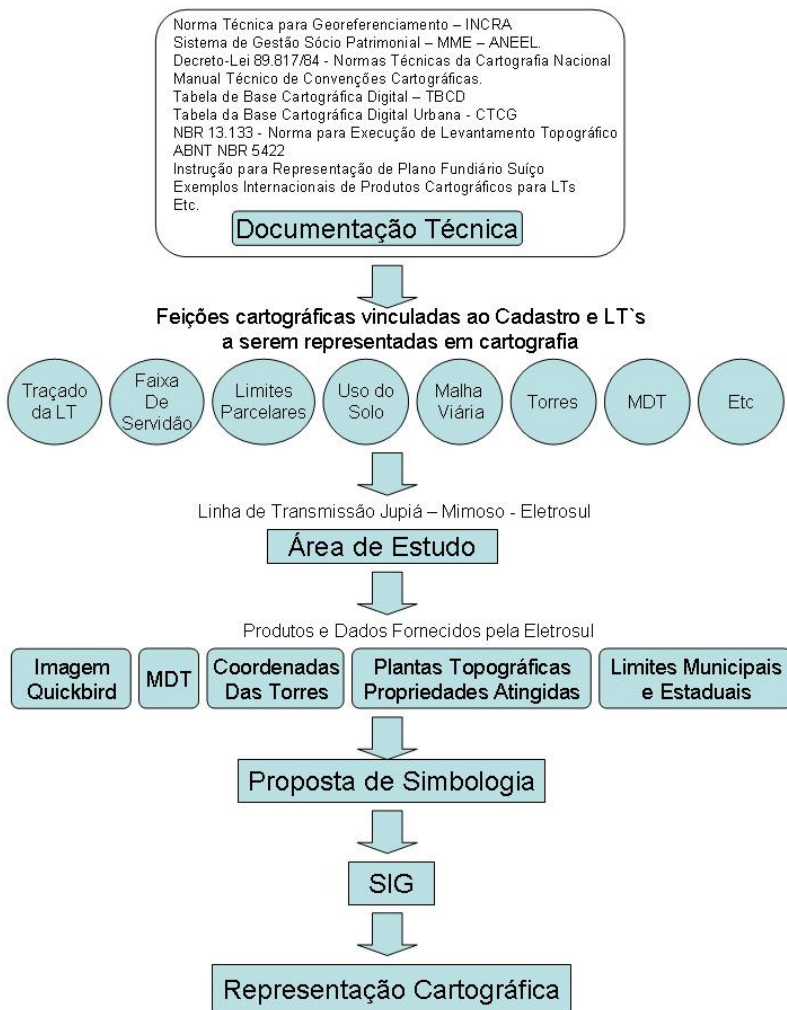 Norma Técnica para Georeferenciamento – INCRA
Sistema de Gestão Sócio Patrimonial – MME – ANEEL.
Decreto-Lei 89.817/84 - Normas Técnicas da Cartografia Nacional
Manual Técnico de Convenções Cartográficas.
Tabela de Base Cartográfica Digital – TBCD
Tabela da Base Cartográfica Digital Urbana - CTCG
NBR 13.133 - Norma para Execução de Levantamento Topográfico
ABNT NBR 5422
Instrução para Representação de Plano Fundiário Suíço
Exemplos Internacionais de Produtos Cartográficos para LTs
Etc.
Documentação Técnica
Feições cartográficas vinculadas ao Cadastro e LT`s
a serem representadas em cartografia
Traçado
da LT
Faixa
De
Servidão
Limites
Parcelares
Uso do
Solo
Malha
Viária
Torres
MDT
Etc
Linha de Transmissão Jupiá – Mimoso - Eletrosul
Área de Estudo
Produtos e Dados Fornecidos pela Eletrosul
Imagem
Quickbird
MDT
Coordenadas
Das Torres
Plantas Topográficas
Propriedades Atingidas
Limites Municipais
e Estaduais
Proposta de Simbologia
SIG
Representação Cartográfica